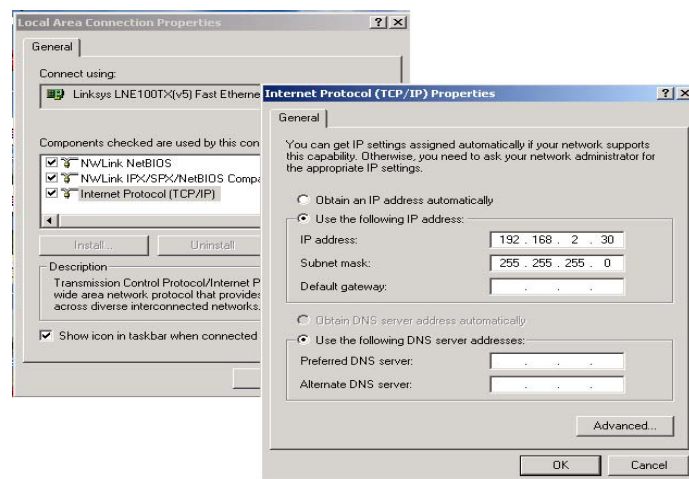 Local Area Connection Properties
General
Connect using:
Linksys LNE100TX(v5) Fast Etherne
Components checked are used by this con
NWLink NetBIOS
NWLink IPX/SPX/NetBIOS Compa
Internet Protocol (TCP/IP)
Install...
Uninstall
Description
Transmission Control Protocol/Internet P
wide area network protocol that provides
across diverse interconnected networks.
Show icon in taskbar when connected
Internet Protocol (TCP/IP) Properties
General
You can get IP settings assigned automatically if your network supports
this capability. Otherwise, you need to ask your network administrator for
the appropriate IP settings.
Obtain an IP address automatically
Use the following IP address:
IP address: 192 . 168 . 2 . 30
Subnet mask: 255 . 255 . 255 . 0
Default gateway: . . .
Obtain DNS server address automatically
Use the following DNS server addresses:
Preferred DNS server: . . .
Alternate DNS server: . . .
Advanced...
OK
Cancel